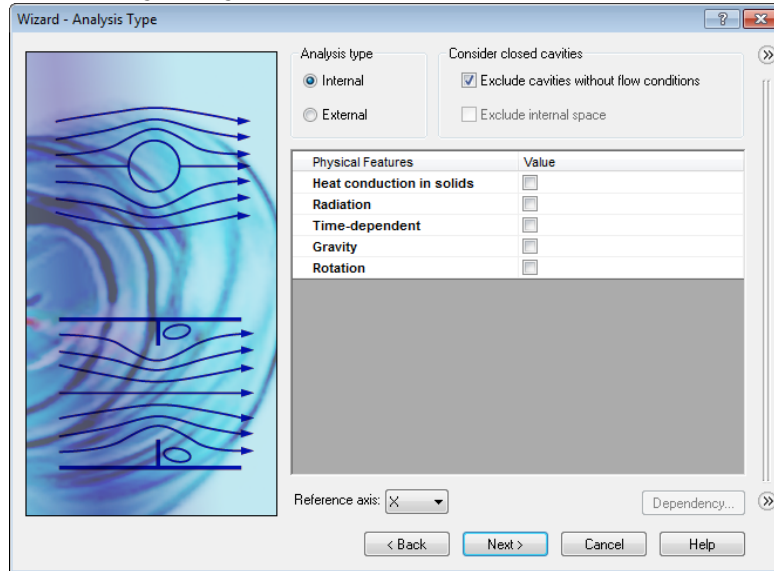 Wizard - Analysis Type
Analysis type
Internal
External
Consider closed cavities
Exclude cavities without flow conditions
Exclude internal space
Physical Features Value
Heat conduction in solids
Radiation
Time-dependent
Gravity
Rotation
Reference axis: X
Dependency...
< Back Next > Cancel Help